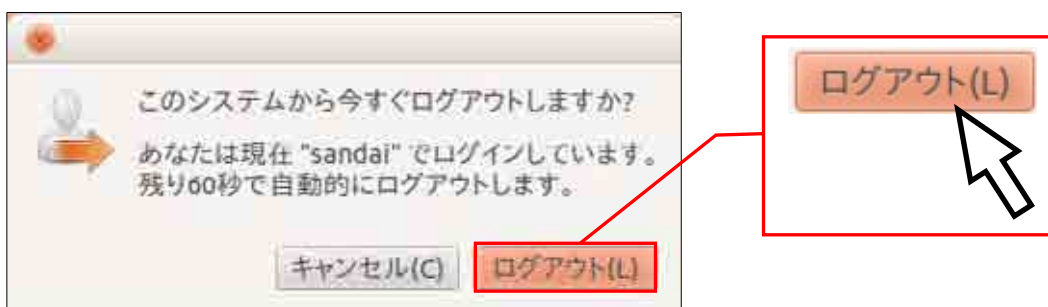 このシステムから今すぐログアウトしますか?
あなたは現在 "sandai" でログインしています。
残り60秒で自動的にログアウトします。
キャンセル(C)
ログアウト(L)
ログアウト(L)